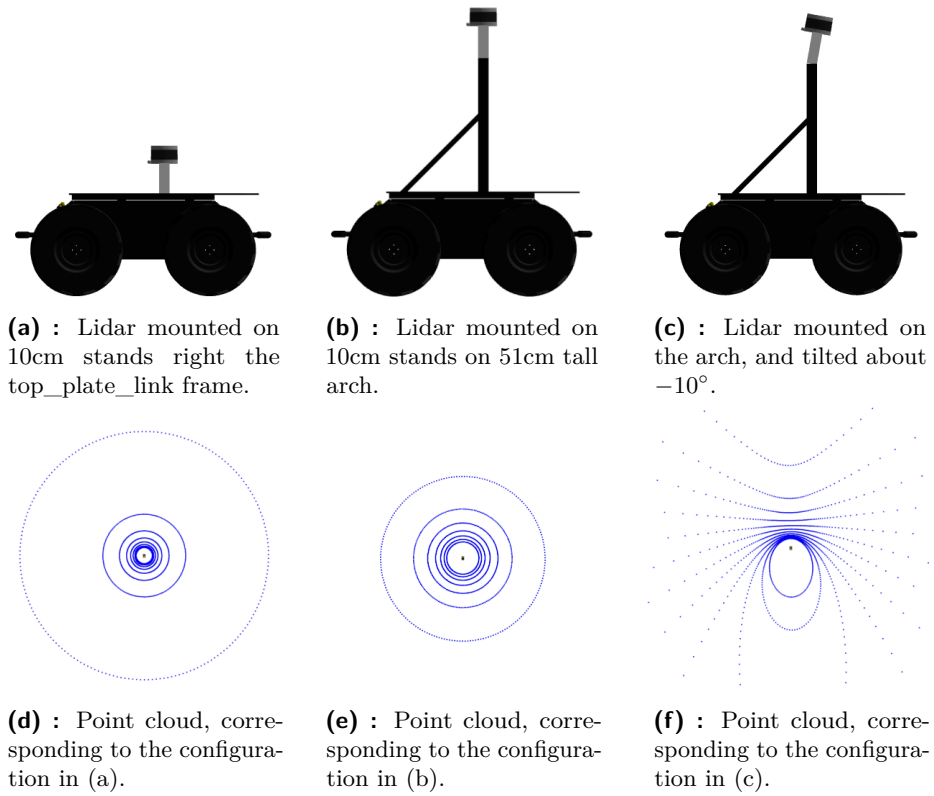 (a) : Lidar mounted on
10cm stands right the
top_plate_link frame.
(b) : Lidar mounted on
10cm stands on 51cm tall
arch.
(c) : Lidar mounted on
the arch, and tilted about
−10°.
(d) : Point cloud, corre-
sponding to the configura-
tion in (a).
(e) : Point cloud, corre-
sponding to the configura-
tion in (b).
(f) : Point cloud, corre-
sponding to the configura-
tion in (c).